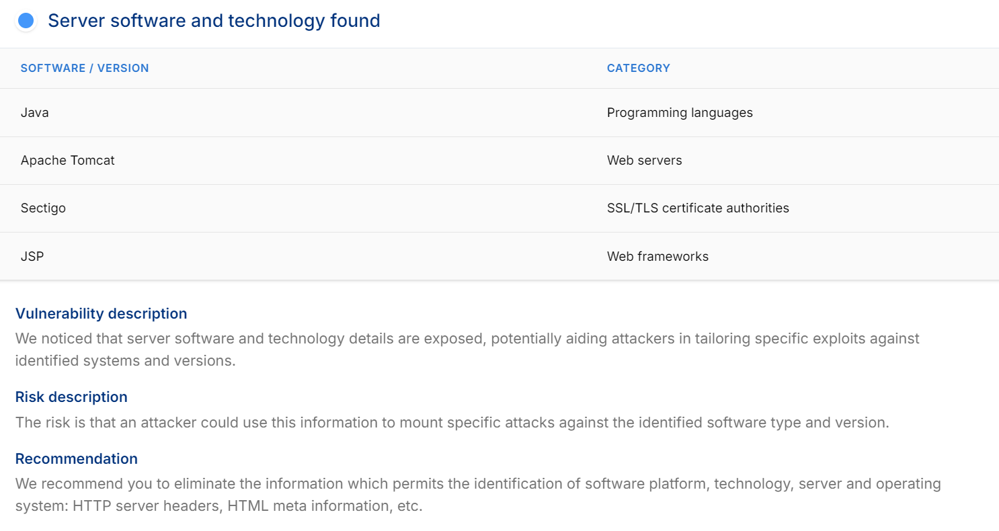 Server software and technology found
SOFTWARE / VERSION CATEGORY
Java Programming languages
Apache Tomcat Web servers
Sectigo SSL/TLS certificate authorities
JSP Web frameworks
Vulnerability description
We noticed that server software and technology details are exposed, potentially aiding attackers in tailoring specific exploits against
identified systems and versions.
Risk description
The risk is that an attacker could use this information to mount specific attacks against the identified software type and version.
Recommendation
We recommend you to eliminate the information which permits the identification of software platform, technology, server and operating
system: HTTP server headers, HTML meta information, etc.